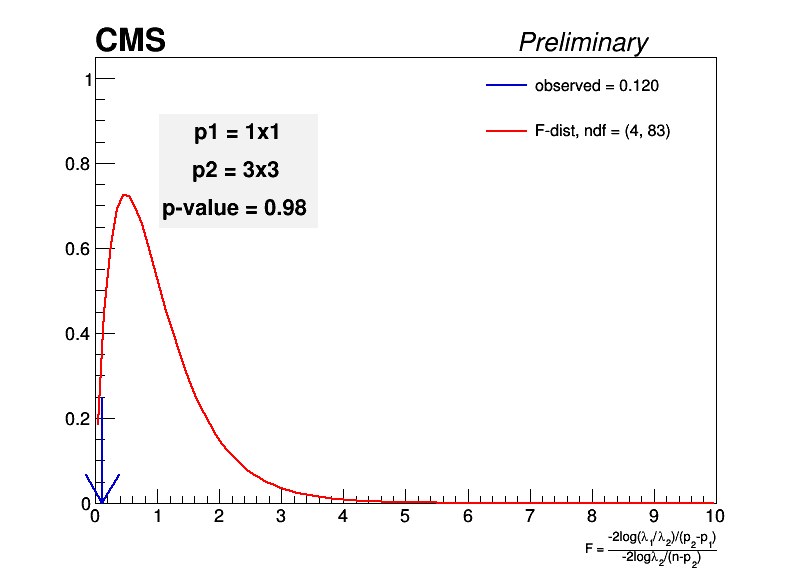 CMS
Preliminary
observed = 0.120
F-dist, ndf = (4, 83)
p1 = 1x1
p2 = 3x3
p-value = 0.98
1
0.8
0.6
0.4
0.2
0
0 1 2 3 4 5 6 7 8 9 10
F = -2log(λ₁/λ₂)/(p₂-p₁)
-2logλ₂/(n-p₂)